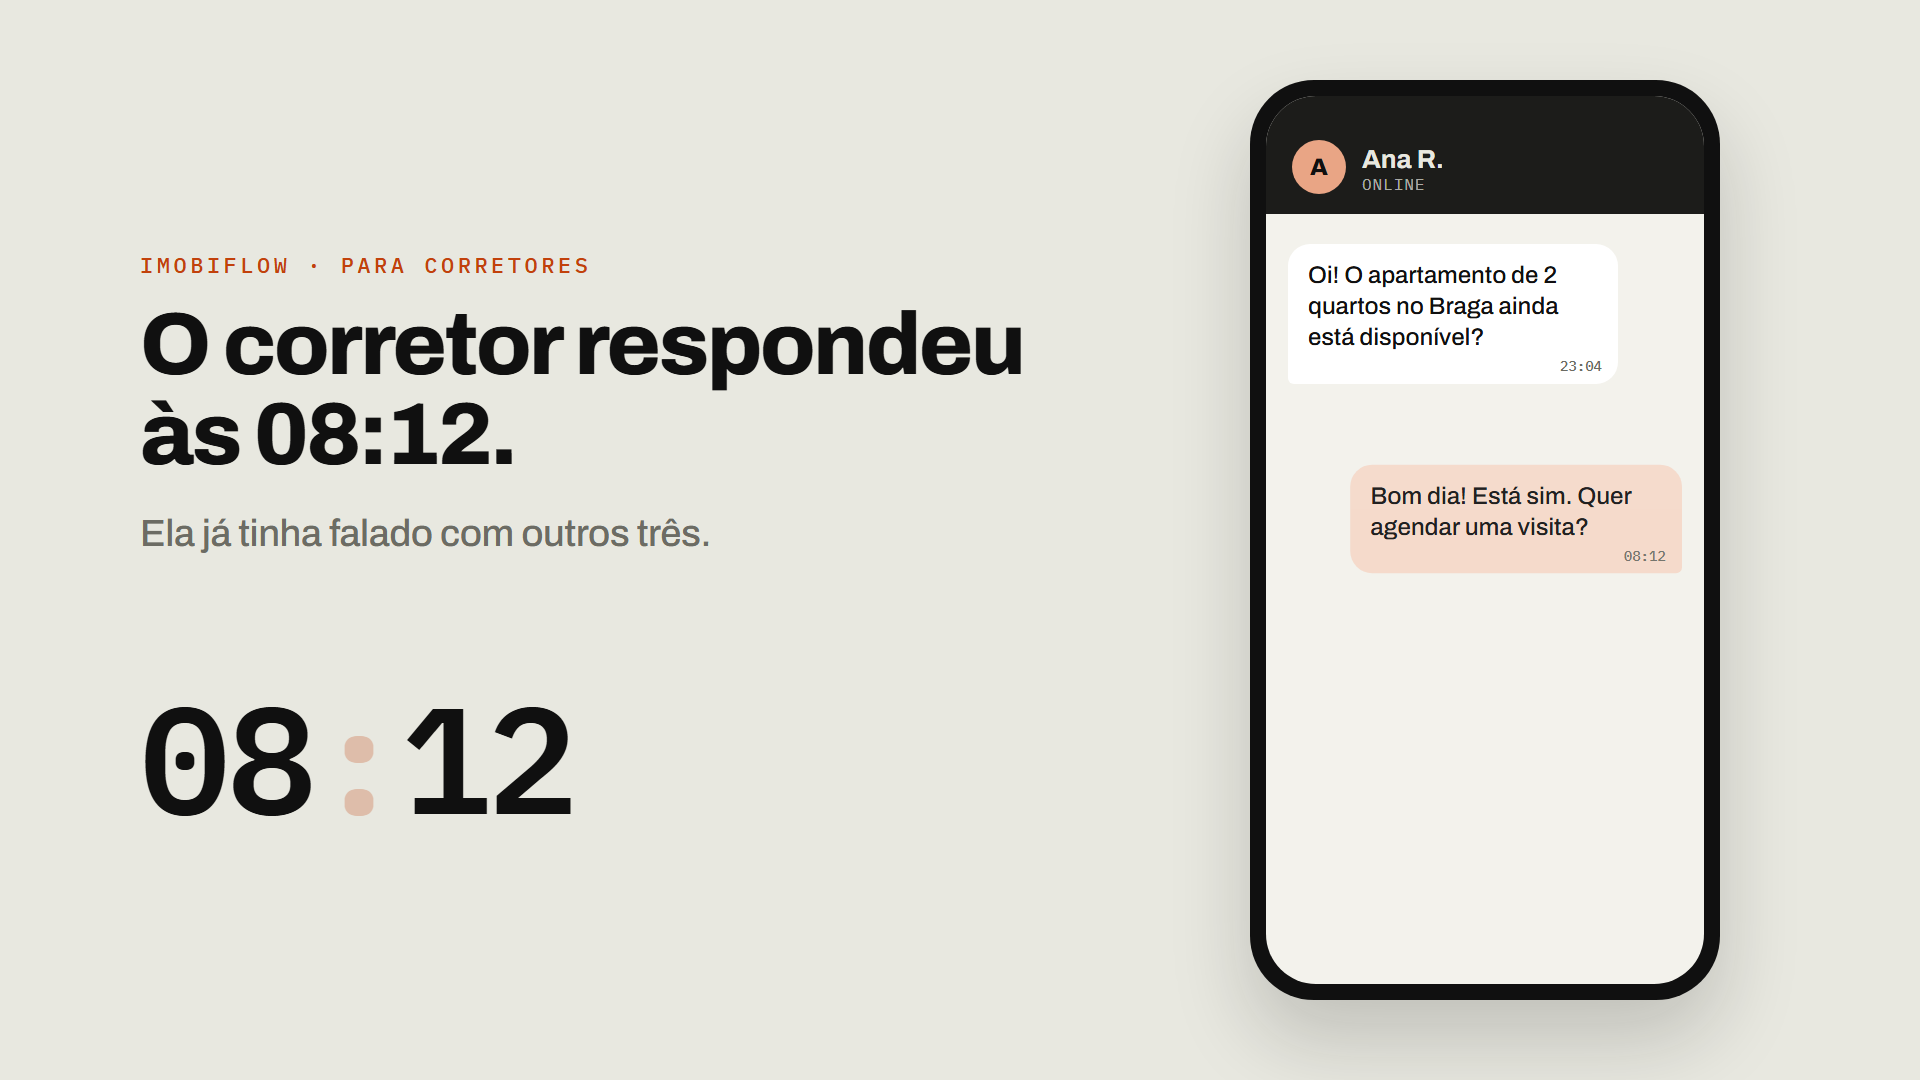 IMOBIFLOW · PARA CORRETORES
O corretor respondeu
às 08:12.
Ela já tinha falado com outros três.
08:12
A
Ana R.
ONLINE
Oi! O apartamento de 2
quartos no Braga ainda
está disponível?
23:04
Bom dia! Está sim. Quer
agendar uma visita?
08:12